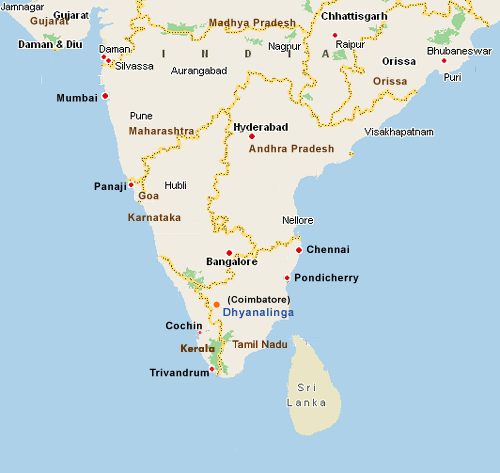 Jamnagar
Gujarat
Gujarat
Daman & Diu
Daman
Silvassa
Madhya Pradesh
Chhattisgarh
Nagpur
Raipur
I N D I A
Orissa
Bhubaneswar
Puri
Orissa
Aurangabad
Mumbai
Pune
Maharashtra
Hyderabad
Andhra Pradesh
Visakhapatnam
Panaji
Hubli
Goa
Karnataka
Nellore
Chennai
Bangalore
Pondicherry
(Coimbatore)
Dhyanalinga
Cochin
Kerala
Tamil Nadu
Trivandrum
Sri
Lanka